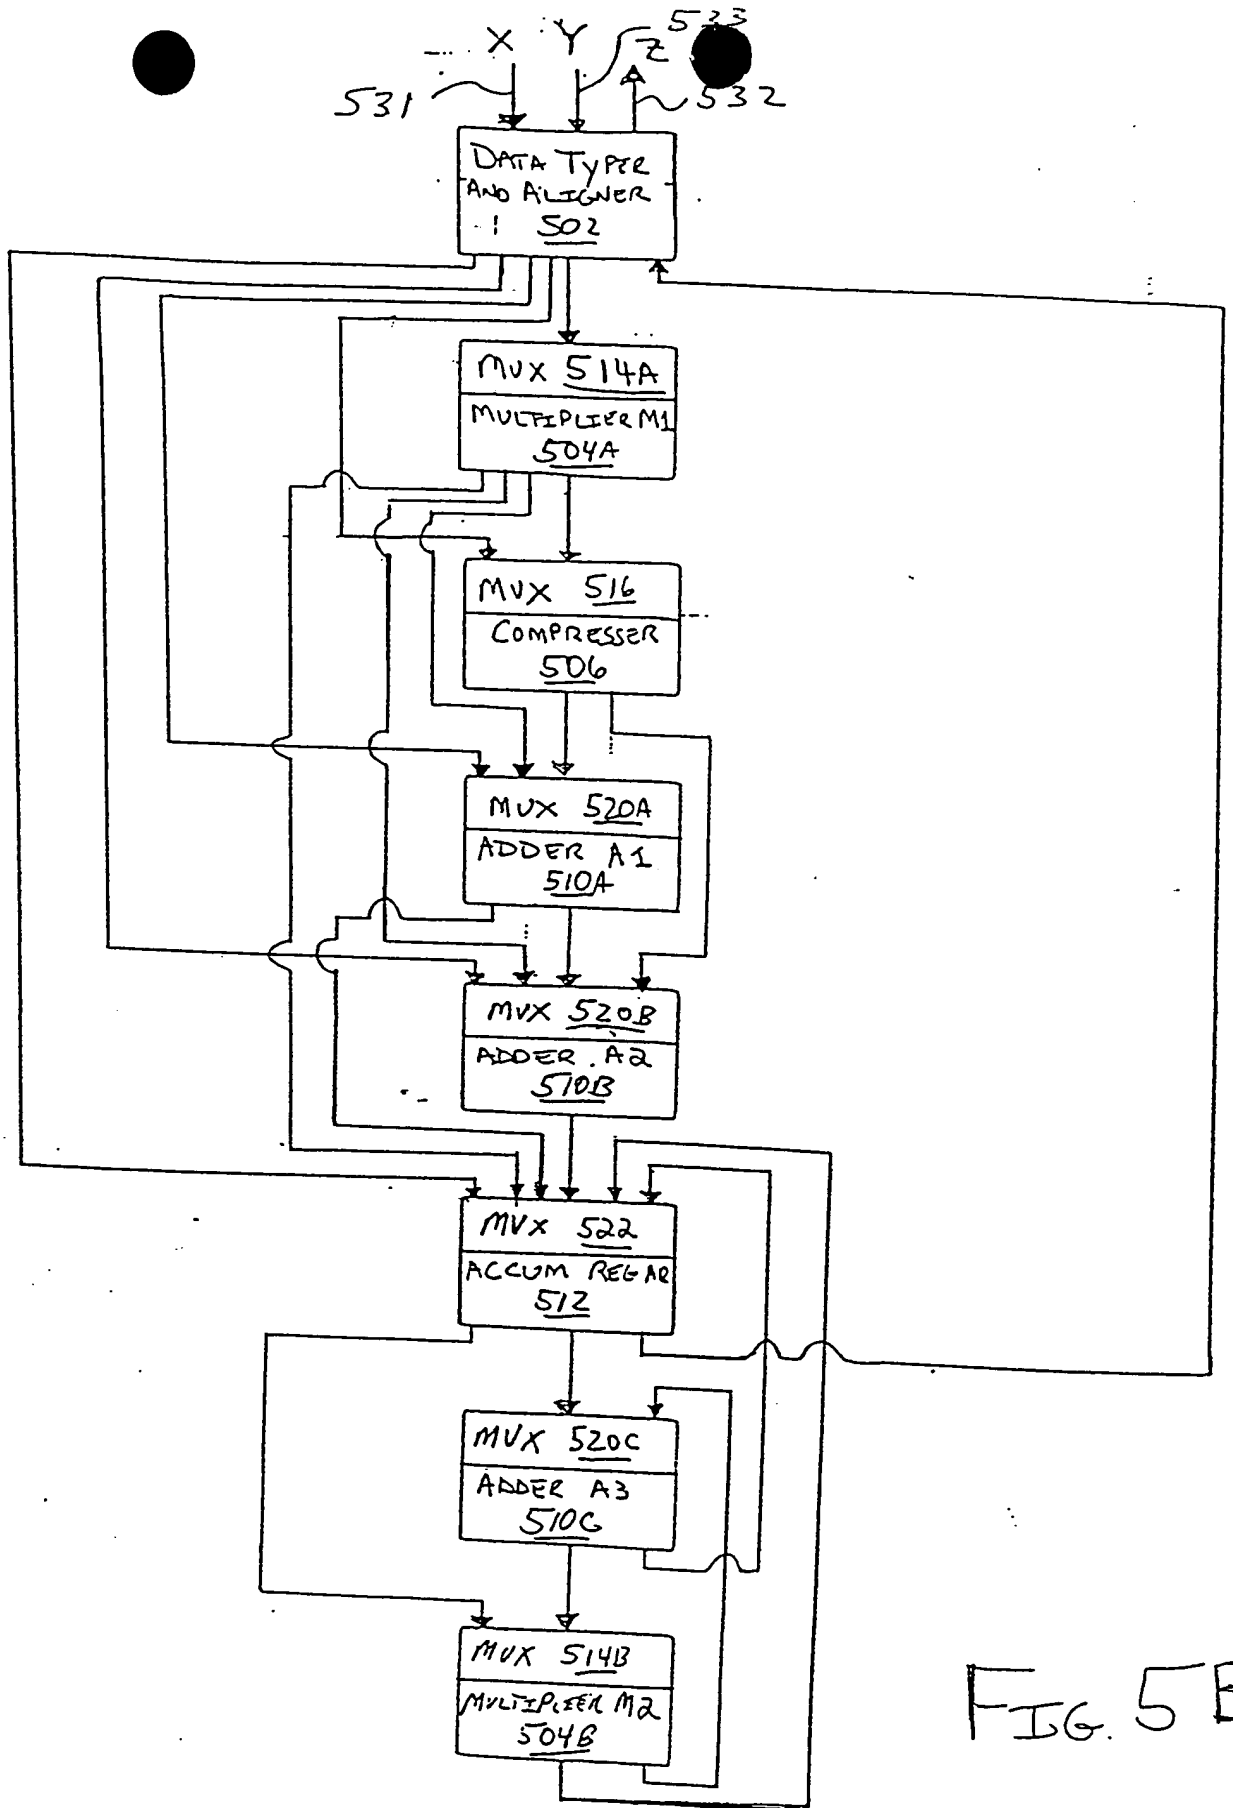 533
X Y Z
531
532
DATA TYPER
AND ALIGNER
1 502
MUX 514A
MULTIPLIER M1
504A
MUX 516
COMPRESSER
506
MUX 520A
ADDER A1
510A
MUX 520B
ADDER A2
510B
MUX 522
ACCUM REG AR
512
MUX 520C
ADDER A3
510C
MUX 514B
MULTIPLIER M2
504B
FIG. 5B